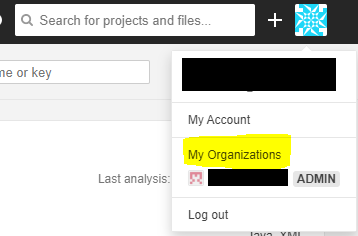 Search for projects and files...
me or key
My Account
My Organizations
Last analysis:
ADMIN
Log out
Java, XML